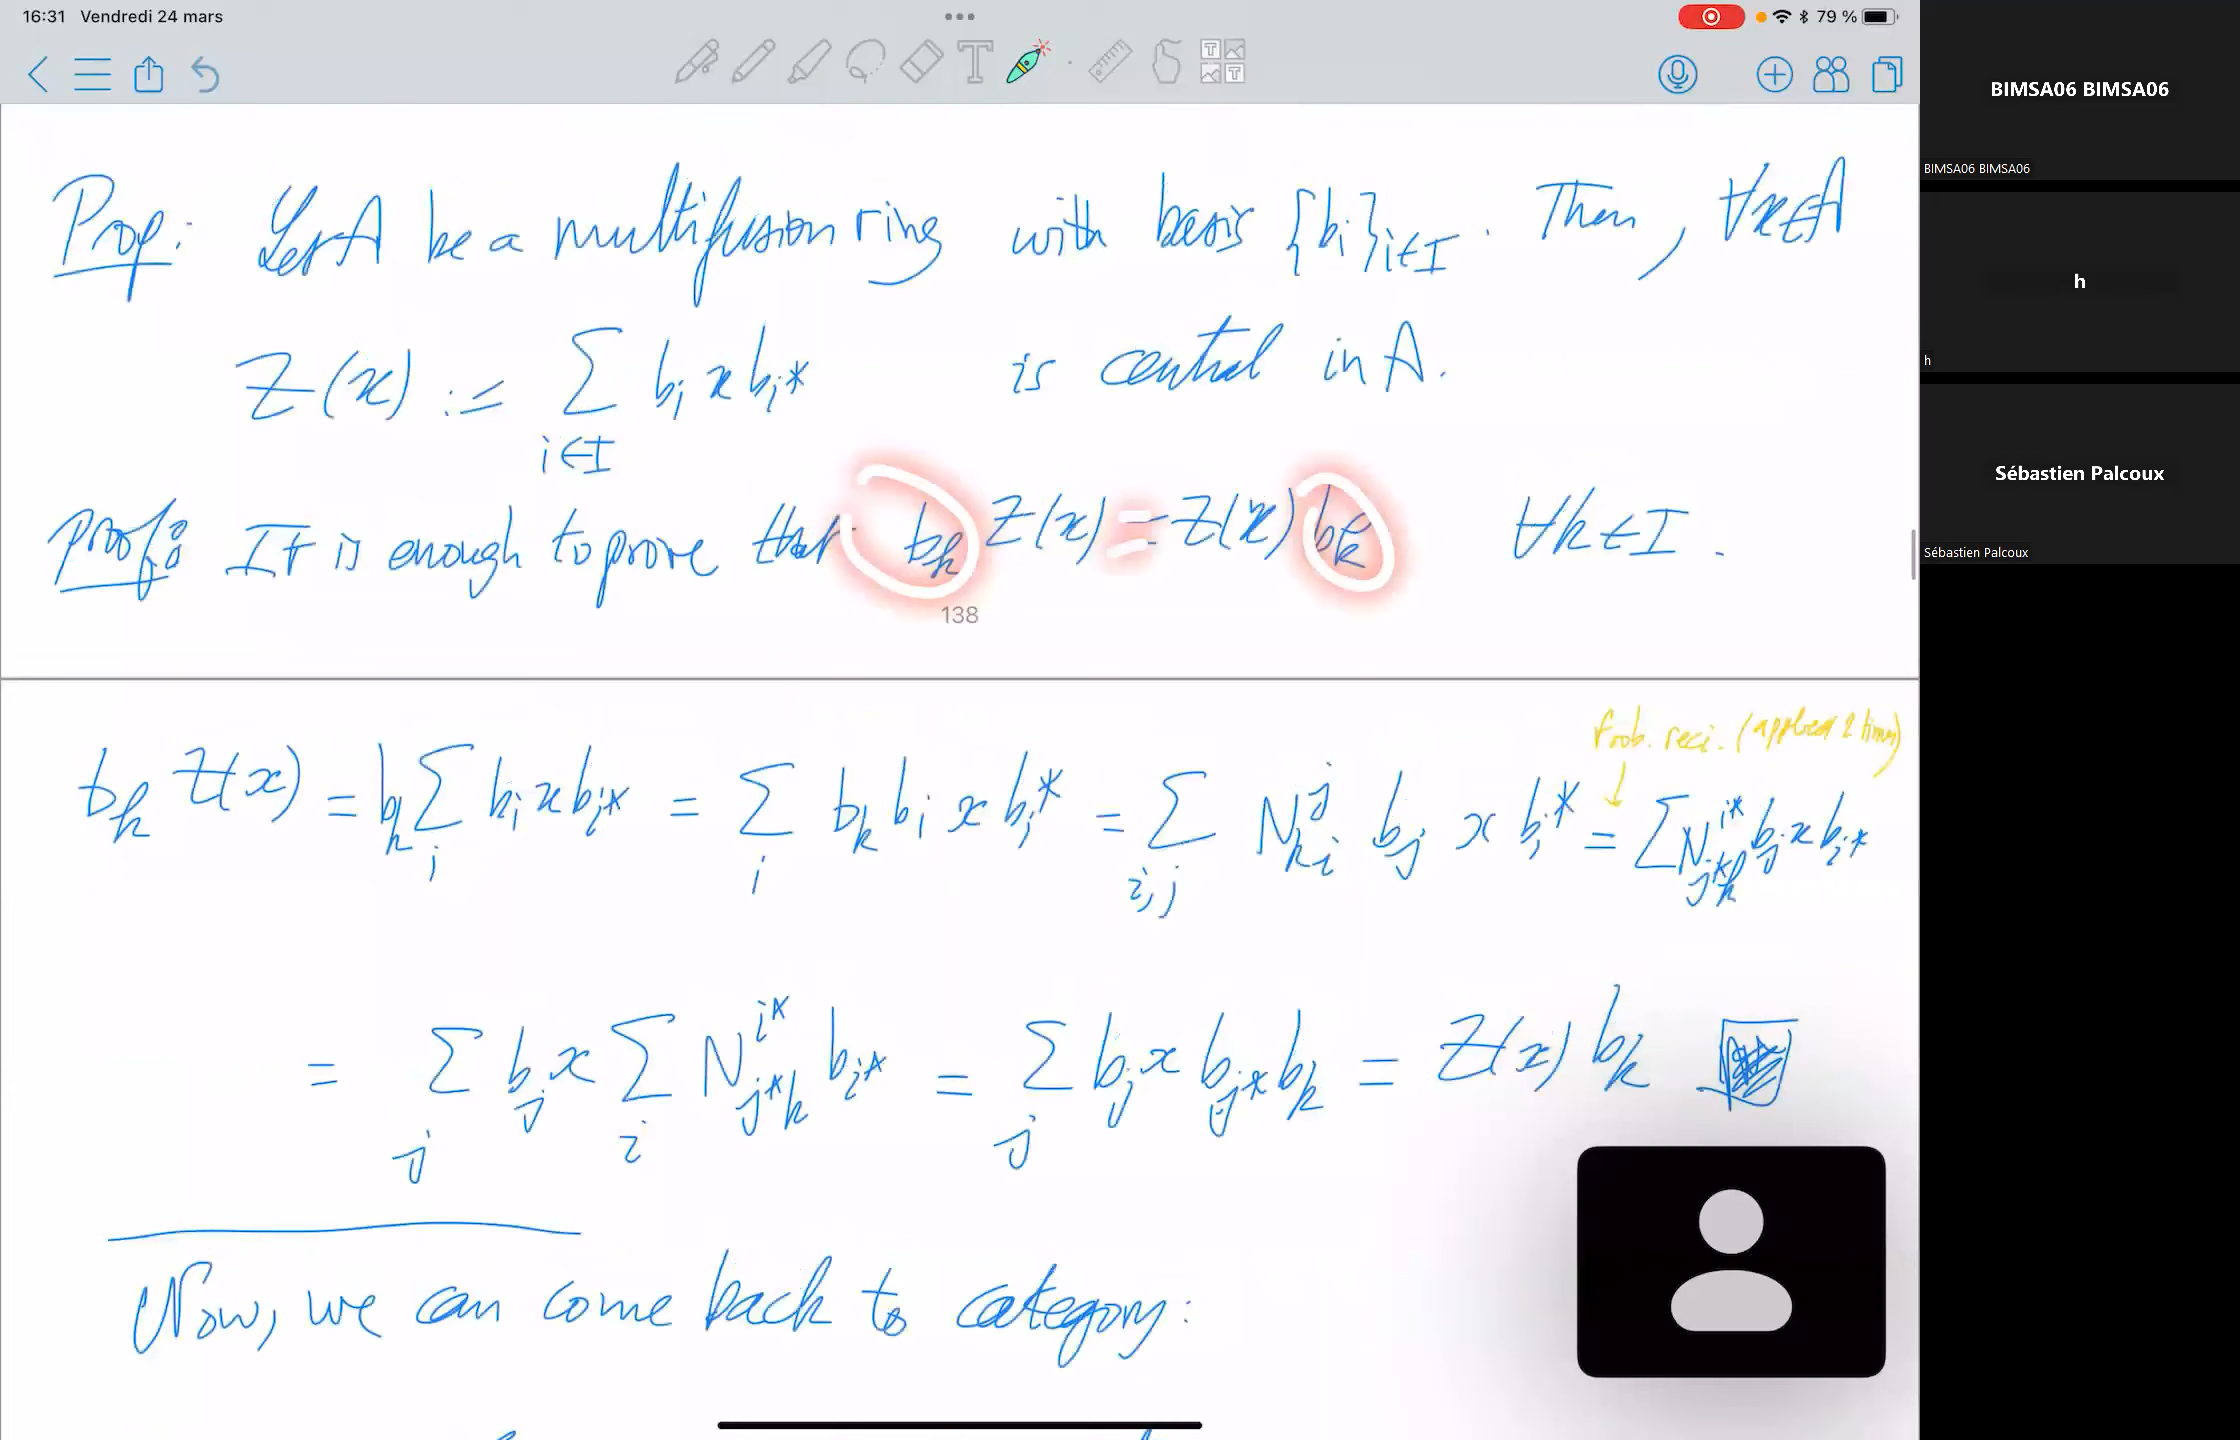 16:31 Vendredi 24 mars
79 %
Prop: Let A be a multifusion ring with basis {b_i}_{i∈I}. Then, ∀x∈A
Z(x) := Σ_{i∈I} b_i x b_{i*} is central in A.
Proof: It is enough to prove that b_k Z(x) = Z(x) b_k ∀k∈I.
138
Frob. reci. (applied 2 times)
b_k Z(x) = b_k Σ_i b_i x b_{i*} = Σ_i b_k b_i x b_i* = Σ_{i,j} N_{ki}^j b_j x b_i* = Σ N_{j*k}^{i*} b_j x b_{i*}
= Σ_j b_j x Σ_i N_{j*k}^{i*} b_{i*} = Σ_j b_j x b_{j*} b_k = Z(x) b_k
Now, we can come back to category:
BIMSA06 BIMSA06
BIMSA06 BIMSA06
h
h
Sébastien Palcoux
Sébastien Palcoux